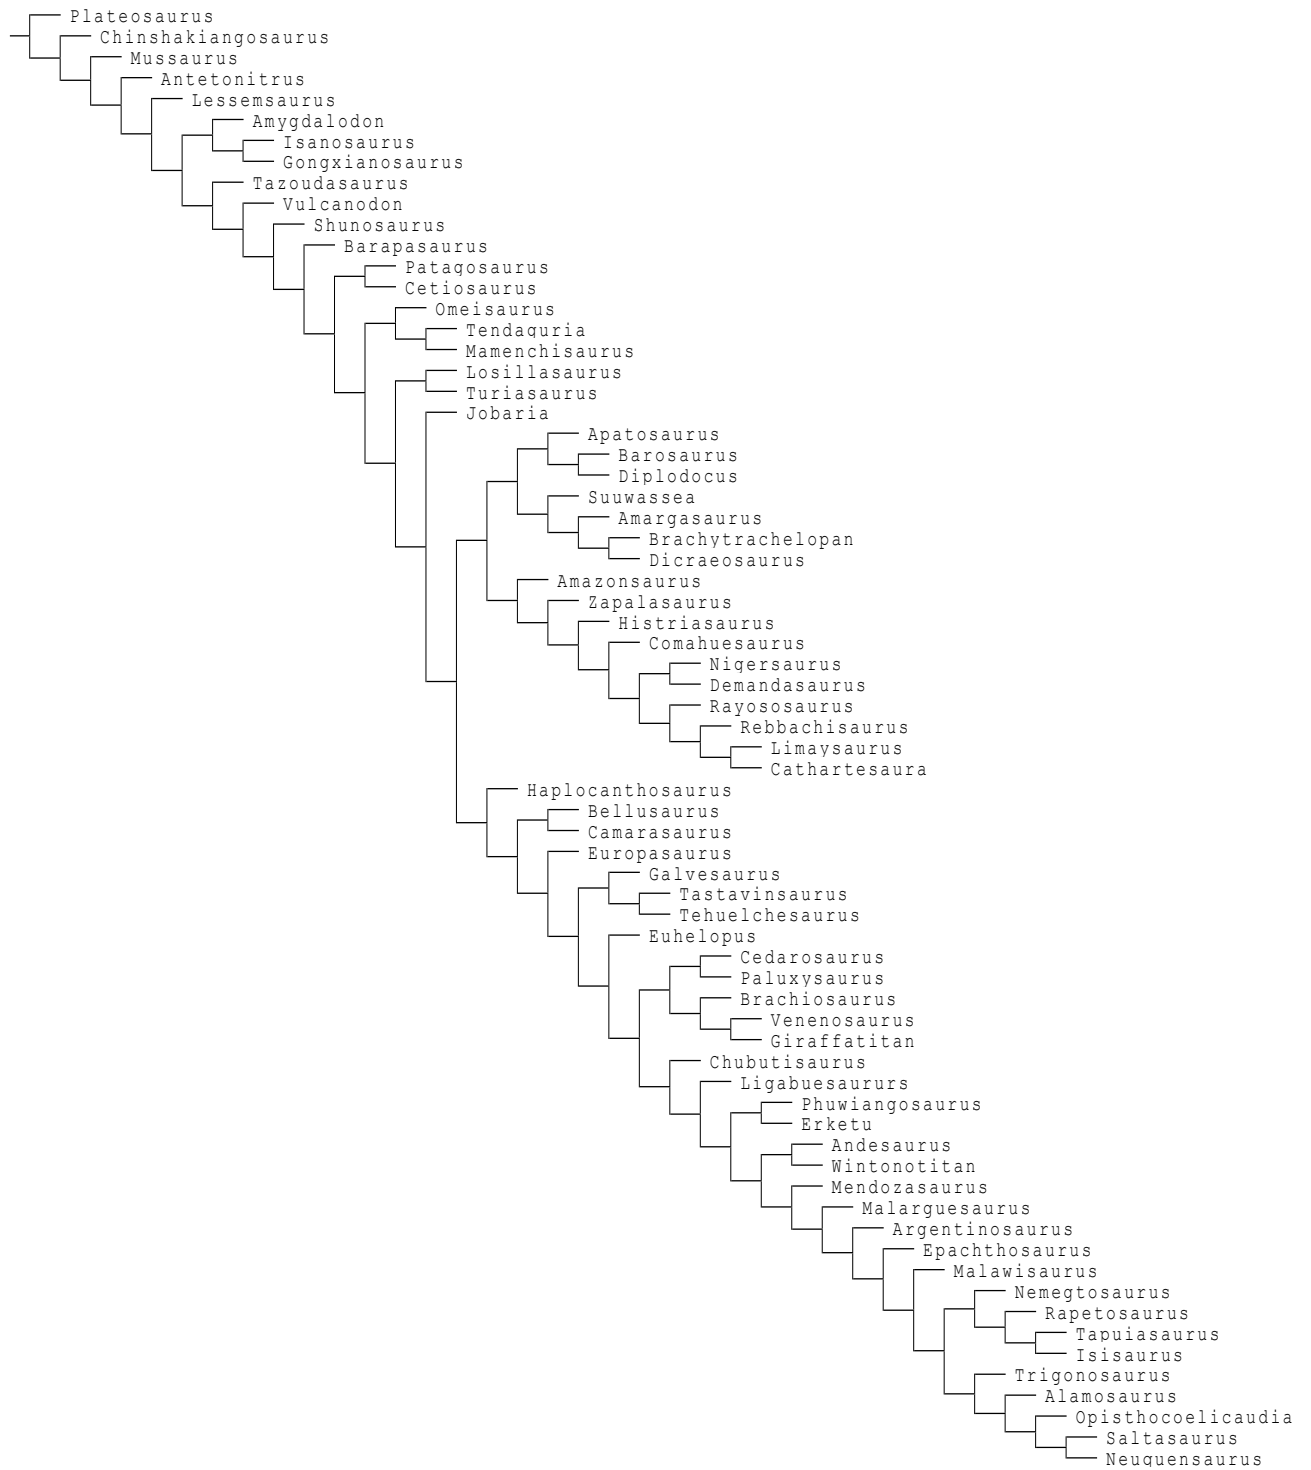 Plateosaurus
Chinshakiangosaurus
Mussaurus
Antetonitrus
Lessemsaurus
Amygdalodon
Isanosaurus
Gongxianosaurus
Tazoudasaurus
Vulcanodon
Shunosaurus
Barapasaurus
Patagosaurus
Cetiosaurus
Omeisaurus
Tendaguria
Mamenchisaurus
Losillasaurus
Turiasaurus
Jobaria
Apatosaurus
Barosaurus
Diplodocus
Suuwassea
Amargasaurus
Brachytrachelopan
Dicraeosaurus
Amazonsaurus
Zapalasaurus
Histriasaurus
Comahuesaurus
Nigersaurus
Demandasaurus
Rayososaurus
Rebbachisaurus
Limaysaurus
Cathartesaura
Haplocanthosaurus
Bellusaurus
Camarasaurus
Europasaurus
Galvesaurus
Tastavinsaurus
Tehuelchesaurus
Euhelopus
Cedarosaurus
Paluxysaurus
Brachiosaurus
Venenosaurus
Giraffatitan
Chubutisaurus
Ligabuesaururs
Phuwiangosaurus
Erketu
Andesaurus
Wintonotitan
Mendozasaurus
Malarguesaurus
Argentinosaurus
Epachthosaurus
Malawisaurus
Nemegtosaurus
Rapetosaurus
Tapuiasaurus
Isisaurus
Trigonosaurus
Alamosaurus
Opisthocoelicaudia
Saltasaurus
Neuquensaurus